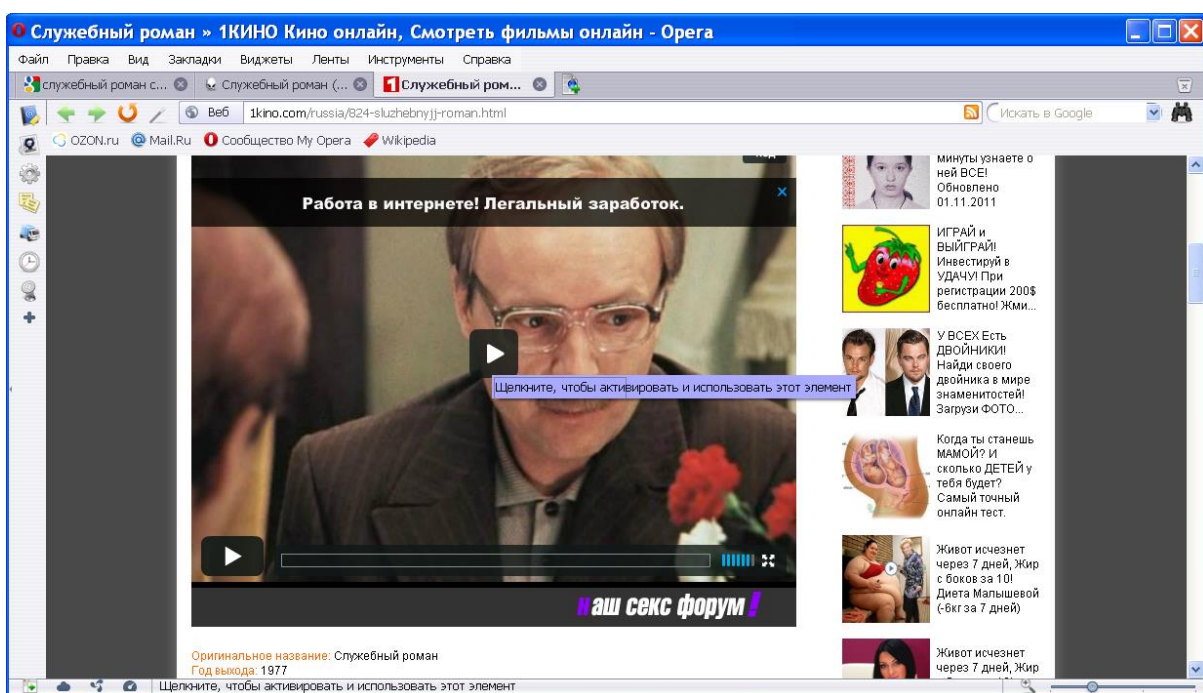 Служебный роман » 1КИНО Кино онлайн, Смотреть фильмы онлайн - Opera
Файл Правка Вид Закладки Виджеты Ленты Инструменты Справка
служебный роман с... Служебный роман (... Служебный ром...
Веб 1kino.com/russia/824-sluzhebnyjj-roman.html Искать в Google
OZON.ru Mail.Ru Сообщество My Opera Wikipedia
Работа в интернете! Легальный заработок.
Щелкните, чтобы активировать и использовать этот элемент
наш секс форум!
Оригинальное название: Служебный роман
Год выхода: 1977
минуты узнаете о
ней ВСЕ!
Обновлено
01.11.2011
ИГРАЙ и
ВЫИГРАЙ!
Инвестируй в
УДАЧУ! При
регистрации 200$
бесплатно! Жми...
У ВСЕХ Есть
ДВОЙНИКИ!
Найди своего
двойника в мире
знаменитостей!
Загрузи ФОТО...
Когда ты станешь
МАМОЙ? И
сколько ДЕТЕЙ у
тебя будет?
Самый точный
онлайн тест.
Живот исчезнет
через 7 дней, Жир
с боков за 10!
Диета Малышевой
(-6кг за 7 дней)
Живот исчезнет
через 7 дней, Жир
Щелкните, чтобы активировать и использовать этот элемент